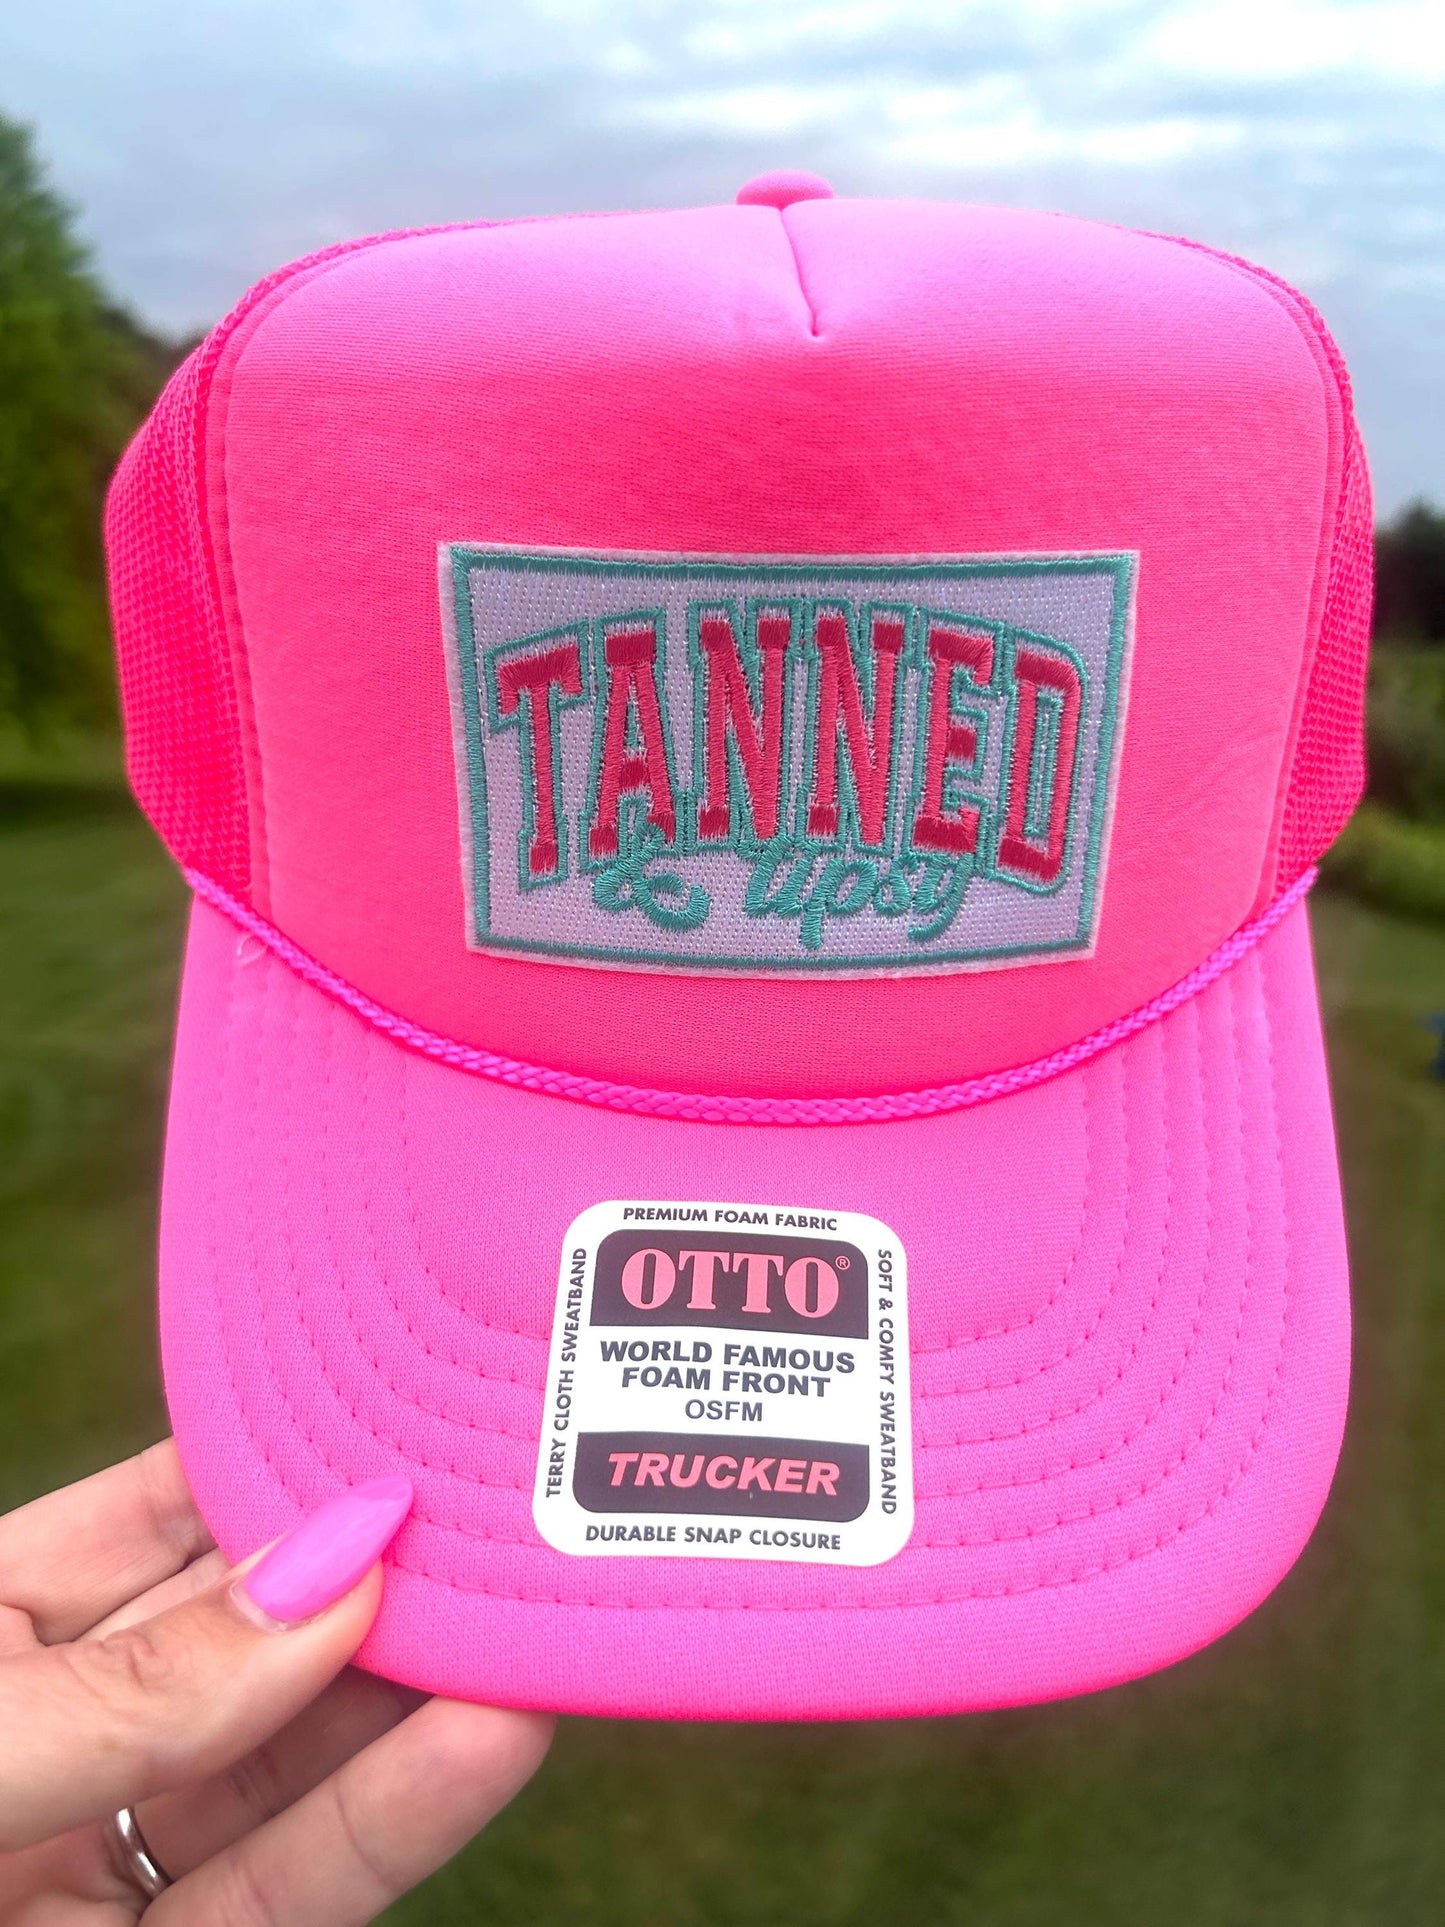 TANNED
& tipsy
PREMIUM FOAM FABRIC
OTTO®
WORLD FAMOUS
FOAM FRONT
OSFM
TRUCKER
DURABLE SNAP CLOSURE
TERRY CLOTH SWEATBAND
SOFT & COMFY SWEATBAND